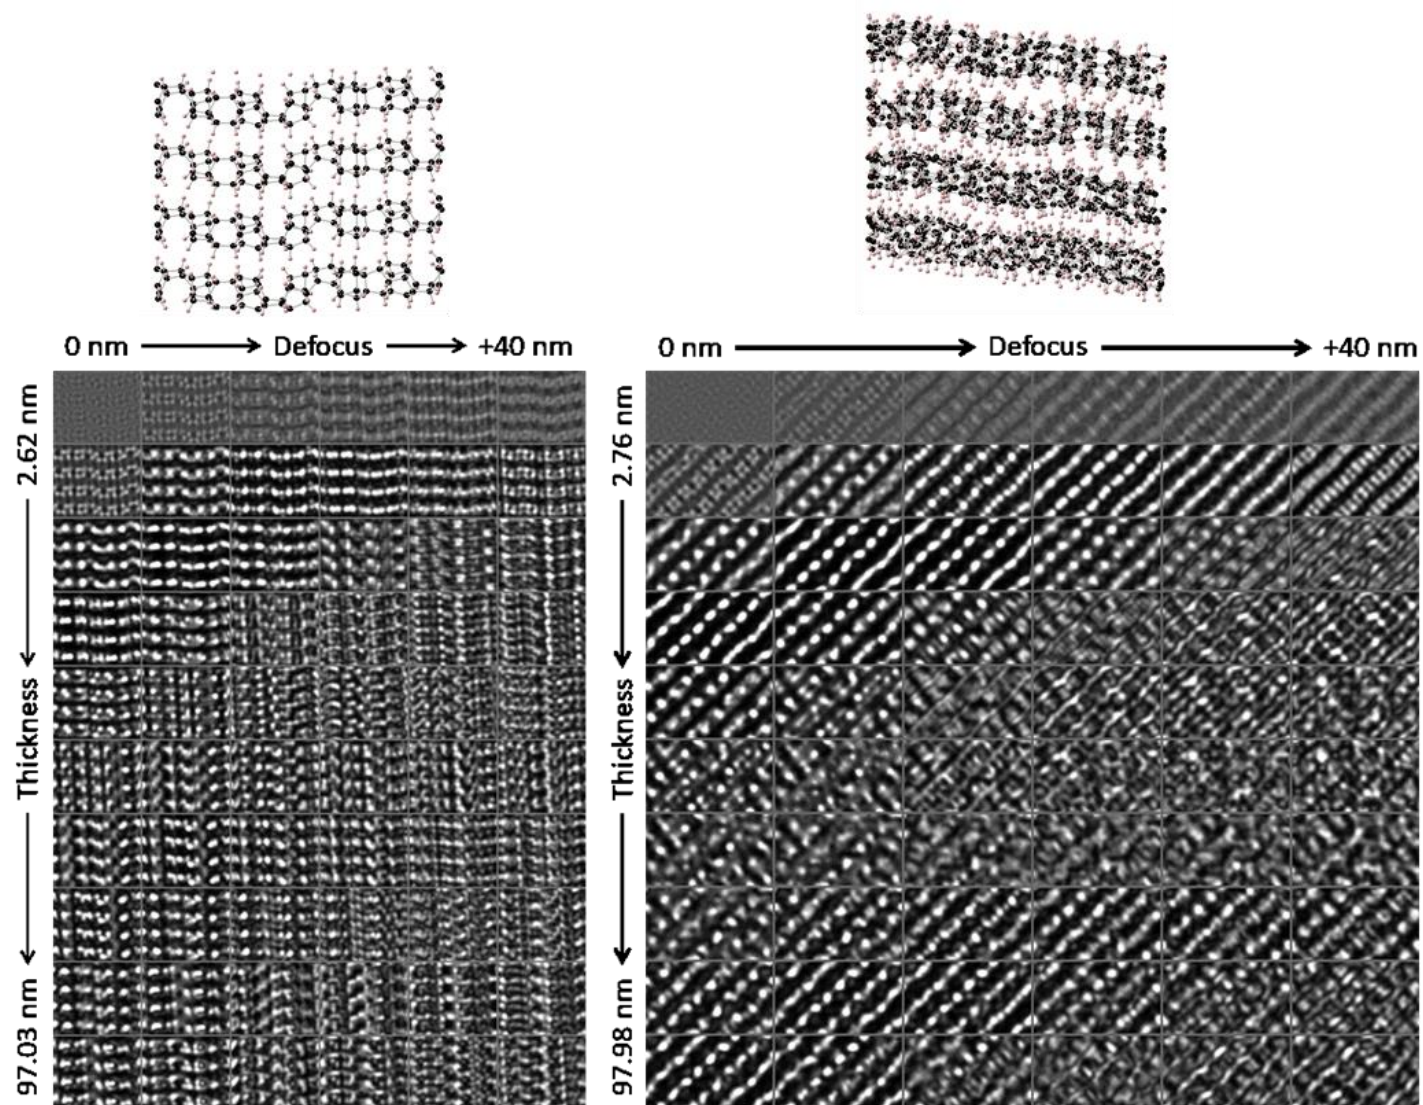 0 nm Defocus +40 nm
2.62 nm
Thickness
97.03 nm
0 nm Defocus +40 nm
2.76 nm
Thickness
97.98 nm